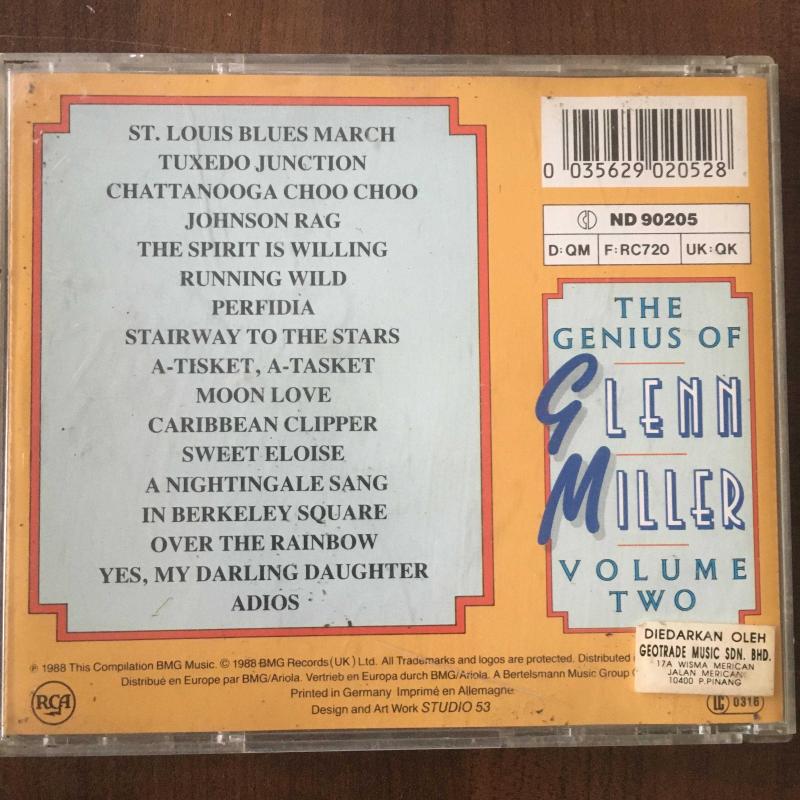 ST. LOUIS BLUES MARCH
TUXEDO JUNCTION
CHATTANOOGA CHOO CHOO
JOHNSON RAG
THE SPIRIT IS WILLING
RUNNING WILD
PERFIDIA
STAIRWAY TO THE STARS
A-TISKET, A-TASKET
MOON LOVE
CARIBBEAN CLIPPER
SWEET ELOISE
A NIGHTINGALE SANG
IN BERKELEY SQUARE
OVER THE RAINBOW
YES, MY DARLING DAUGHTER
ADIOS
0 035629 020528
CD ND 90205
D:QM F:RC720 UK:QK
THE
GENIUS OF
GLENN
MILLER
VOLUME
TWO
DIEDARKAN OLEH
GEOTRADE MUSIC SDN. BHD.
17A WISMA MERICAN
JALAN MERICAN
10400 P.PINANG
℗ 1988 This Compilation BMG Music. © 1988 BMG Records (UK) Ltd. All Trademarks and logos are protected. Distributed
Distribué en Europe par BMG/Ariola. Vertrieb en Europa durch BMG/Ariola. A Bertelsmann Music Group
Printed in Germany Imprimé en Allemagne
Design and Art Work STUDIO 53
RCA
LC 0316